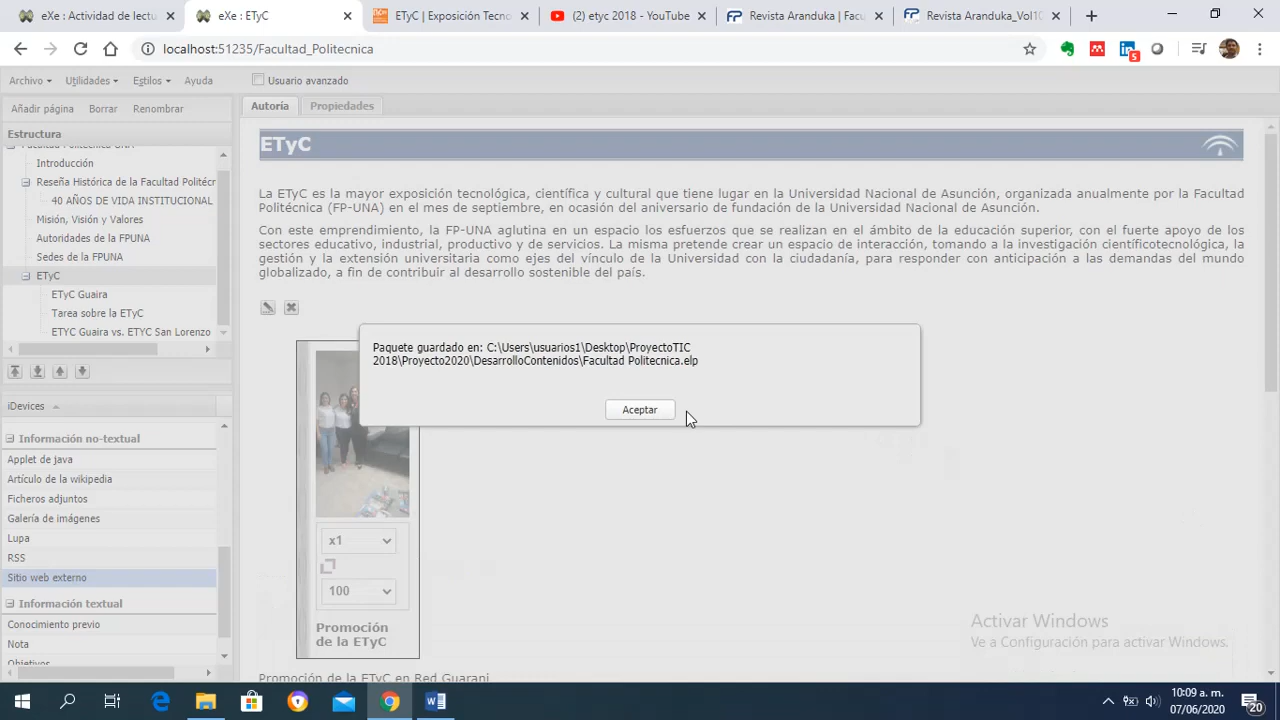 eXe : Actividad de lectu
eXe : ETyC
ETyC | Exposición Tecno
(2) etyc 2018 - YouTube
Revista Aranduka | Facu
Revista Aranduka_Vol10
localhost:51235/Facultad_Politecnica
5
Archivo Utilidades Estilos Ayuda
Usuario avanzado
Añadir página Borrar Renombrar
Autoría Propiedades
Estructura
Facultad Politécnica UNA
Introducción
Reseña Histórica de la Facultad Politécn
40 AÑOS DE VIDA INSTITUCIONAL
Misión, Visión y Valores
Autoridades de la FPUNA
Sedes de la FPUNA
ETyC
ETyC Guaira
Tarea sobre la ETyC
ETYC Guaira vs. ETYC San Lorenzo
iDevices
Información no-textual
Applet de java
Artículo de la wikipedia
Ficheros adjuntos
Galería de imágenes
Lupa
RSS
Sitio web externo
Información textual
Conocimiento previo
Nota
Objetivos
ETyC
La ETyC es la mayor exposición tecnológica, científica y cultural que tiene lugar en la Universidad Nacional de Asunción, organizada anualmente por la Facultad
Politécnica (FP-UNA) en el mes de septiembre, en ocasión del aniversario de fundación de la Universidad Nacional de Asunción.
Con este emprendimiento, la FP-UNA aglutina en un espacio los esfuerzos que se realizan en el ámbito de la educación superior, con el fuerte apoyo de los
sectores educativo, industrial, productivo y de servicios. La misma pretende crear un espacio de interacción, tomando a la investigación científicotecnológica, la
gestión y la extensión universitaria como ejes del vínculo de la Universidad con la ciudadanía, para responder con anticipación a las demandas del mundo
globalizado, a fin de contribuir al desarrollo sostenible del país.
Paquete guardado en: C:\Users\usuarios1\Desktop\ProyectoTIC
2018\Proyecto2020\DesarrolloContenidos\Facultad Politecnica.elp
Aceptar
x1
100
Promoción
de la ETyC
Promoción de la ETyC en Red Guarani
Activar Windows
Ve a Configuración para activar Windows.
10:09 a. m.
07/06/2020
20